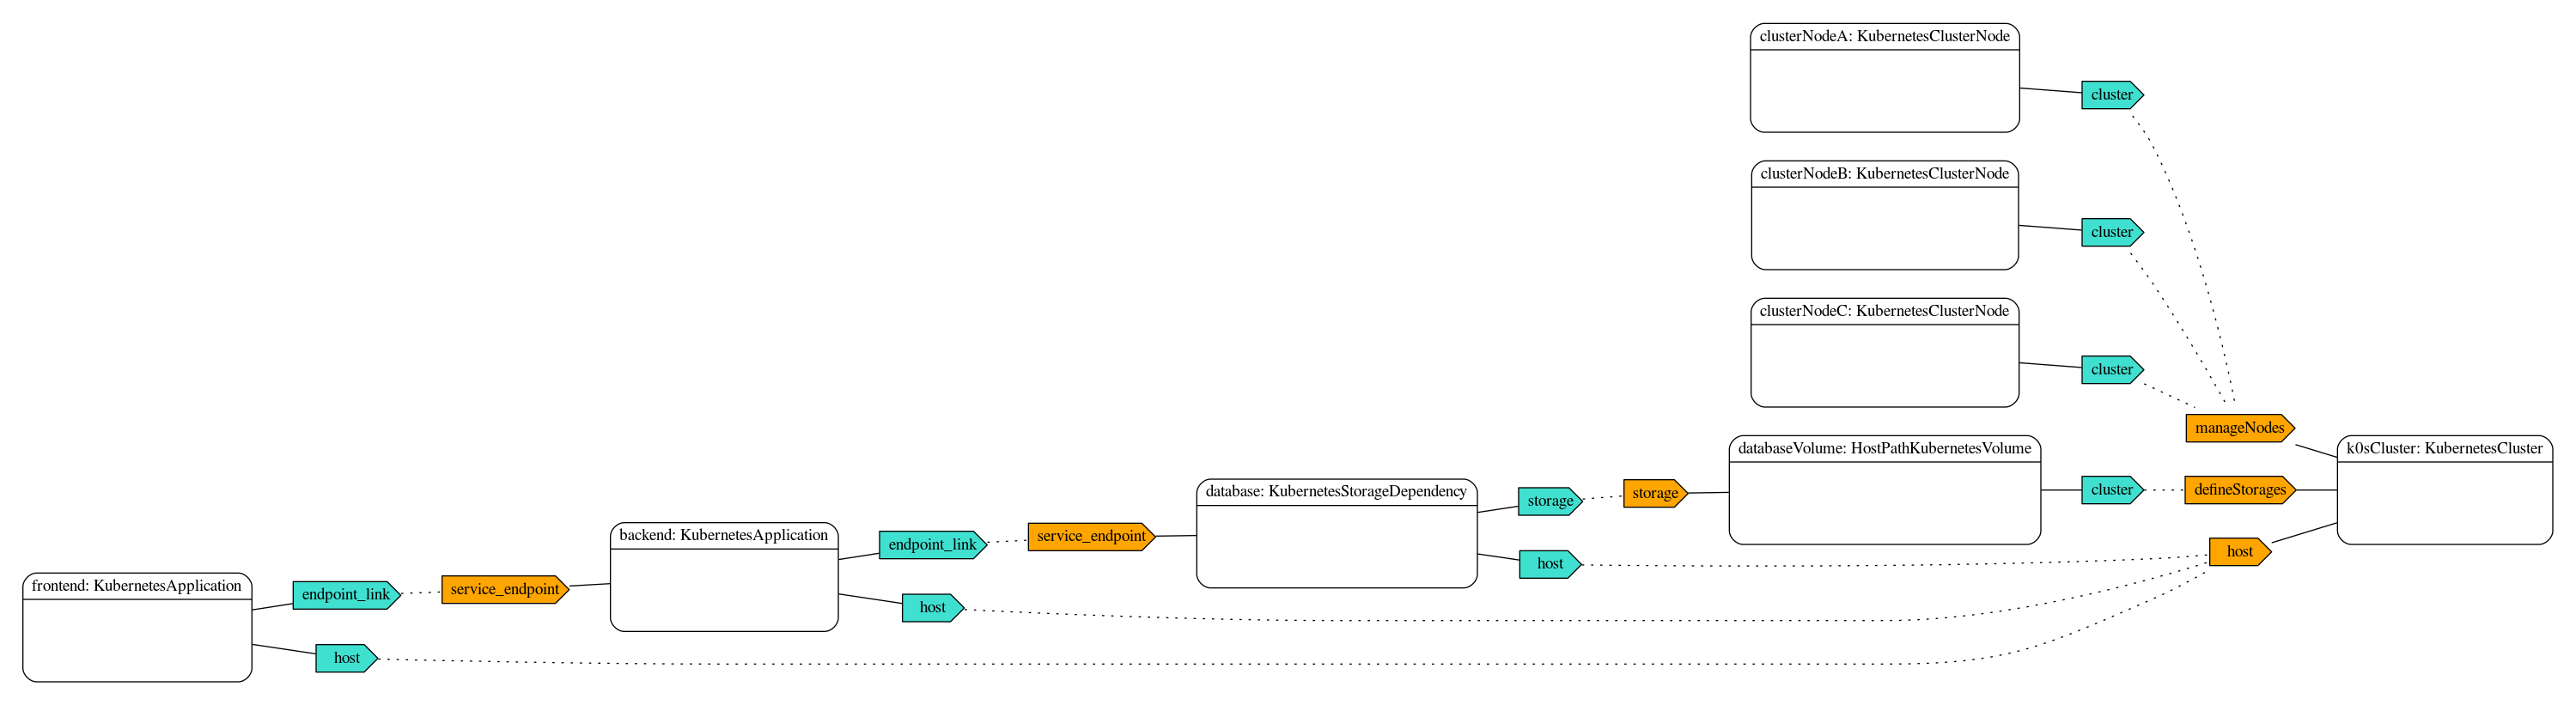 clusterNodeA: KubernetesClusterNode
cluster
clusterNodeB: KubernetesClusterNode
cluster
clusterNodeC: KubernetesClusterNode
cluster
manageNodes
databaseVolume: HostPathKubernetesVolume
cluster
defineStorages
k0sCluster: KubernetesCluster
database: KubernetesStorageDependency
storage
storage
host
host
backend: KubernetesApplication
endpoint_link
service_endpoint
host
frontend: KubernetesApplication
endpoint_link
service_endpoint
host